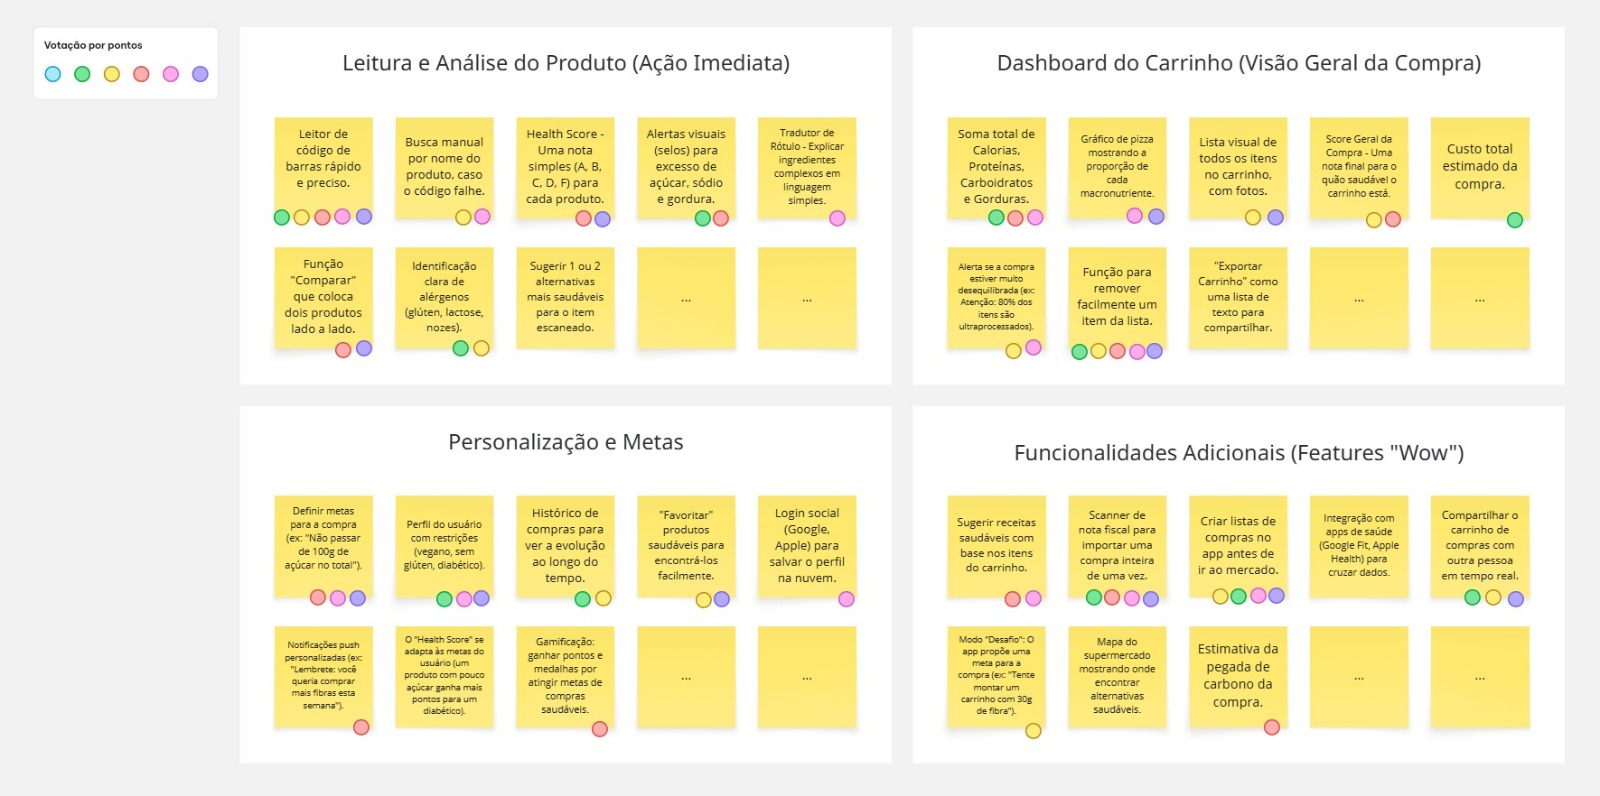 Votação por pontos
Leitura e Análise do Produto (Ação Imediata)
Leitor de
código de
barras rápido
e preciso.
Busca manual
por nome do
produto, caso
o código falhe.
Health Score -
Uma nota
simples (A, B,
C, D, F) para
cada produto.
Alertas visuais
(selos) para
excesso de
açúcar, sódio
e gordura.
Tradutor de
Rótulo - Explicar
ingredientes
complexos em
linguagem
simples.
Função
"Comparar"
que coloca
dois produtos
lado a lado.
Identificação
clara de
alérgenos
(glúten, lactose,
nozes).
Sugerir 1 ou 2
alternativas
mais saudáveis
para o item
escaneado.
...
...
Dashboard do Carrinho (Visão Geral da Compra)
Soma total de
Calorias,
Proteínas,
Carboidratos
e Gorduras.
Gráfico de pizza
mostrando a
proporção de
cada
macronutriente.
Lista visual de
todos os itens
no carrinho,
com fotos.
Score Geral da
Compra - Uma
nota final para o
quão saudável o
carrinho está.
Custo total
estimado da
compra.
Alerta se a compra
estiver muito
desequilibrada (ex:
Atenção: 80% dos
itens são
ultraprocessados).
Função para
remover
facilmente um
item da lista.
"Exportar
Carrinho" como
uma lista de
texto para
compartilhar.
...
...
Personalização e Metas
Definir metas
para a compra
(ex: "Não passar
de 100g de
açúcar no total").
Perfil do usuário
com restrições
(vegano, sem
glúten, diabético).
Histórico de
compras para
ver a evolução
ao longo do
tempo.
"Favoritar"
produtos
saudáveis para
encontrá-los
facilmente.
Login social
(Google,
Apple) para
salvar o perfil
na nuvem.
Notificações push
personalizadas (ex:
"Lembrete: você
queria comprar
mais fibras esta
semana").
O "Health Score" se
adapta às metas do
usuário (um
produto com pouco
açúcar ganha mais
pontos para um
diabético).
Gamificação:
ganhar pontos e
medalhas por
atingir metas de
compras
saudáveis.
...
...
Funcionalidades Adicionais (Features "Wow")
Sugerir receitas
saudáveis com
base nos itens
do carrinho.
Scanner de
nota fiscal para
importar uma
compra inteira
de uma vez.
Criar listas de
compras no
app antes de
ir ao mercado.
Integração com
apps de saúde
(Google Fit, Apple
Health) para
cruzar dados.
Compartilhar o
carrinho de
compras com
outra pessoa
em tempo real.
Modo "Desafio": O
app propõe uma
meta para a
compra (ex: "Tente
montar um
carrinho com 30g
de fibra").
Mapa do
supermercado
mostrando onde
encontrar
alternativas
saudáveis.
Estimativa da
pegada de
carbono da
compra.
...
...